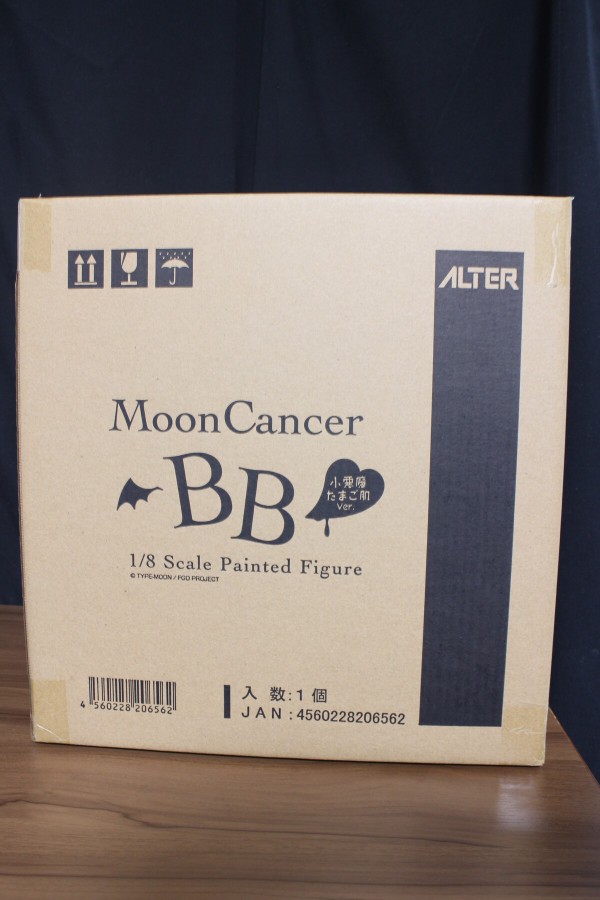 ALTER
MoonCancer
BB
小悪魔
たまご肌
Ver.
1/8 Scale Painted Figure
© TYPE-MOON / FGO PROJECT
4 560228 206562
入 数:1 個
JAN :4560228206562